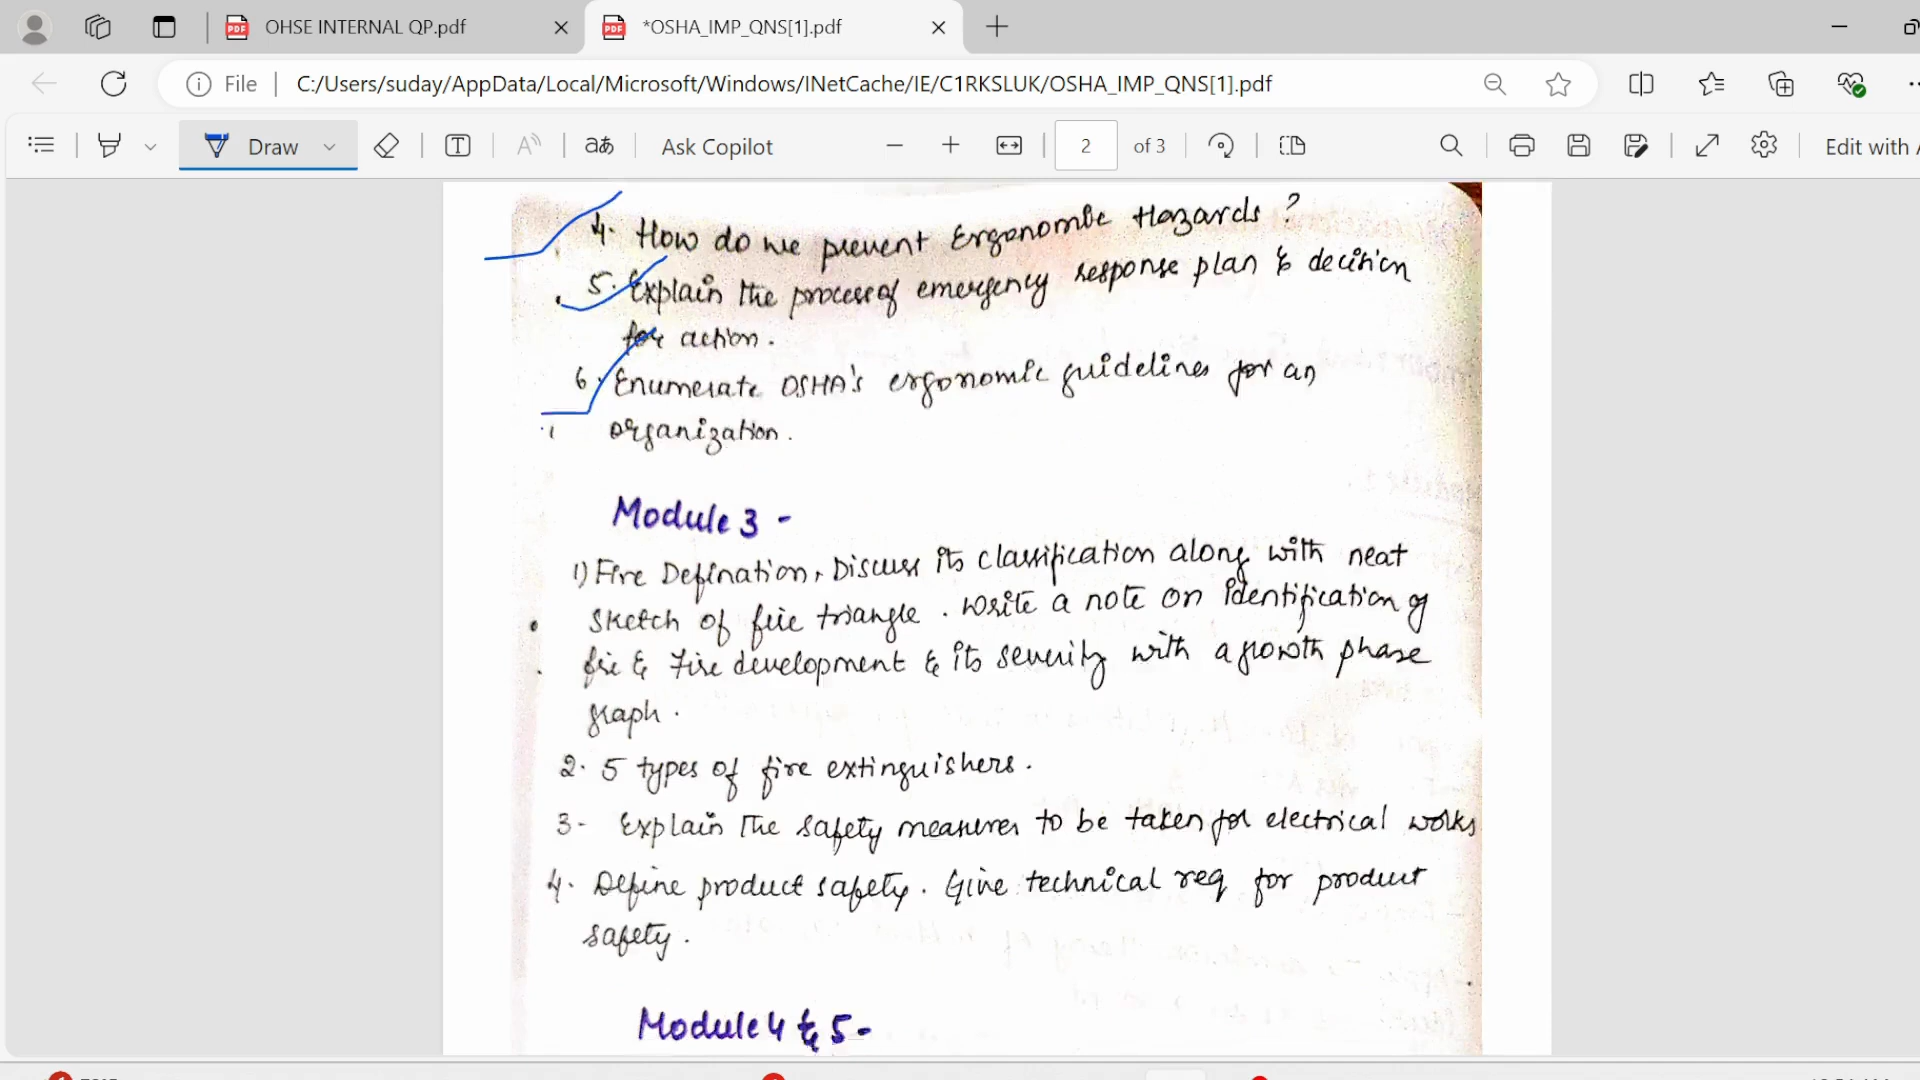 OHSE INTERNAL QP.pdf
*OSHA_IMP_QNS[1].pdf
File C:/Users/suday/AppData/Local/Microsoft/Windows/INetCache/IE/C1RKSLUK/OSHA_IMP_QNS[1].pdf
Draw Ask Copilot 2 of 3 Edit with
4. How do we prevent Ergonomic Hazards ?
5. Explain the process of emergency response plan & decision
for action.
6. Enumerate OSHA's ergonomic guidelines for an
organization.
Module 3 -
1) Fire Defination, Discuss its classification along with neat
sketch of fire triangle. Write a note on identification of
fire & Fire development & its severity with a growth phase
graph.
2. 5 types of fire extinguishers.
3- Explain the safety measures to be taken for electrical works
4. Define product safety. Give technical req for product
safety.
Module 4 & 5 -